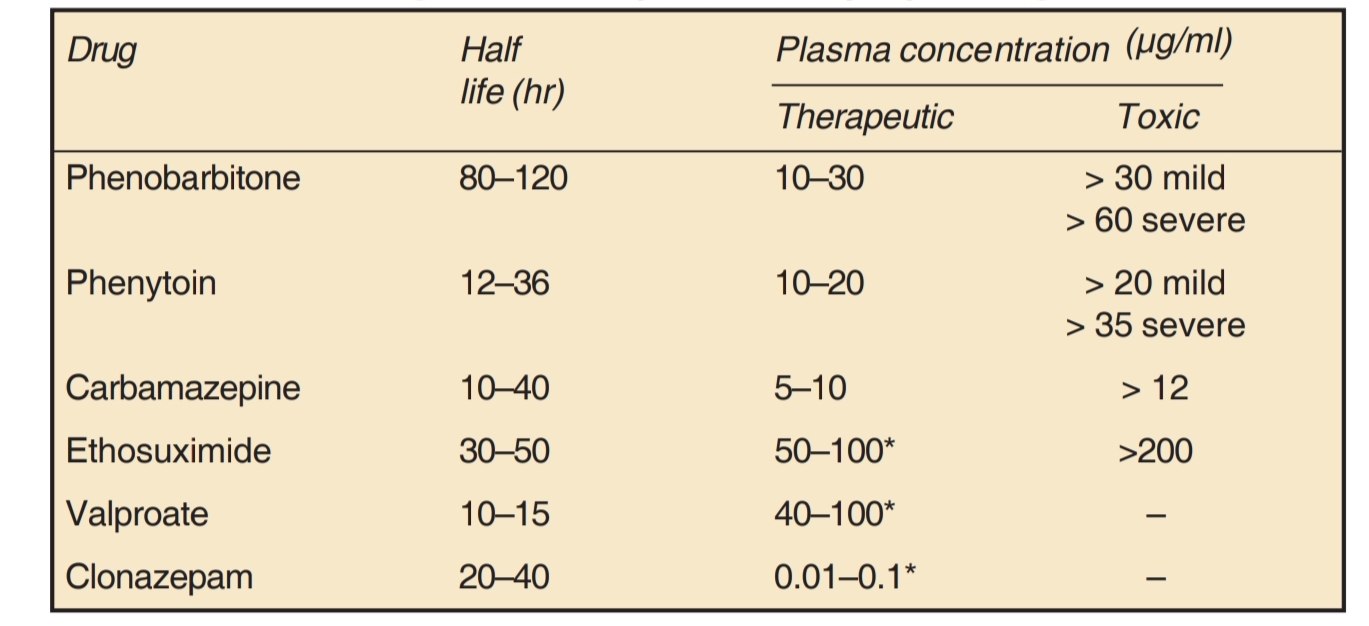 Drug Half Plasma concentration (µg/ml)
life (hr)
Therapeutic Toxic
Phenobarbitone 80–120 10–30 > 30 mild
> 60 severe
Phenytoin 12–36 10–20 > 20 mild
> 35 severe
Carbamazepine 10–40 5–10 > 12
Ethosuximide 30–50 50–100* >200
Valproate 10–15 40–100* –
Clonazepam 20–40 0.01–0.1* –